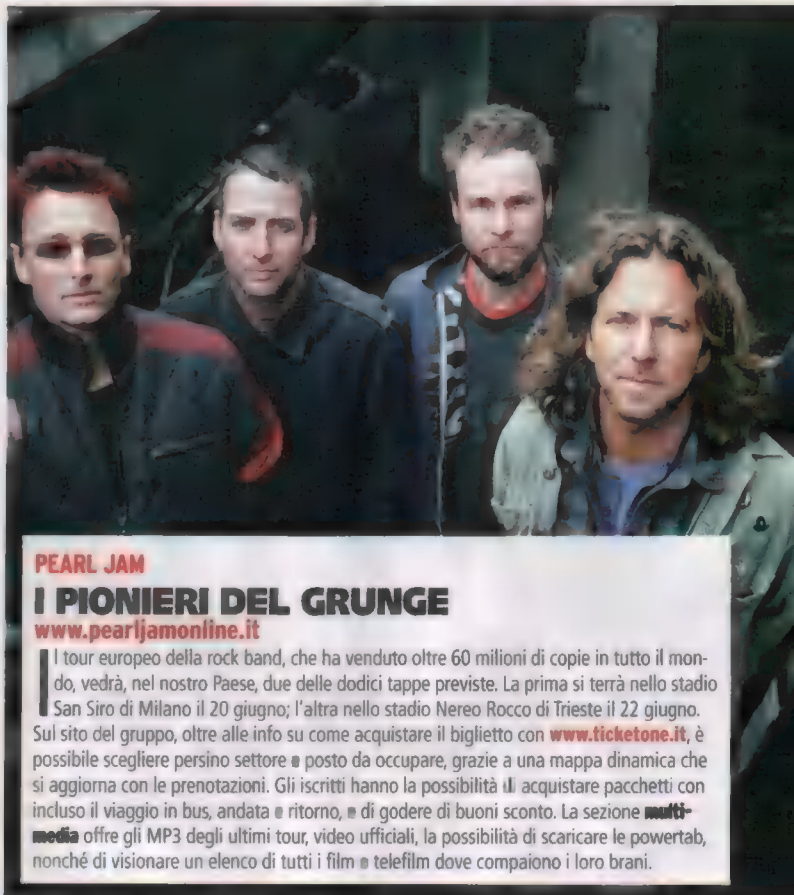 PEARL JAM
I PIONIERI DEL GRUNGE
www.pearljamonline.it
Il tour europeo della rock band, che ha venduto oltre 60 milioni di copie in tutto il mon-
do, vedrà, nel nostro Paese, due delle dodici tappe previste. La prima si terrà nello stadio
San Siro di Milano il 20 giugno; l'altra nello stadio Nereo Rocco di Trieste il 22 giugno.
Sul sito del gruppo, oltre alle info su come acquistare il biglietto con www.ticketone.it, è
possibile scegliere persino settore e posto da occupare, grazie a una mappa dinamica che
si aggiorna con le prenotazioni. Gli iscritti hanno la possibilità di acquistare pacchetti con
incluso il viaggio in bus, andata e ritorno, e di godere di buoni sconto. La sezione multi-
media offre gli MP3 degli ultimi tour, video ufficiali, la possibilità di scaricare le powertab,
nonché di visionare un elenco di tutti i film e telefilm dove compaiono i loro brani.